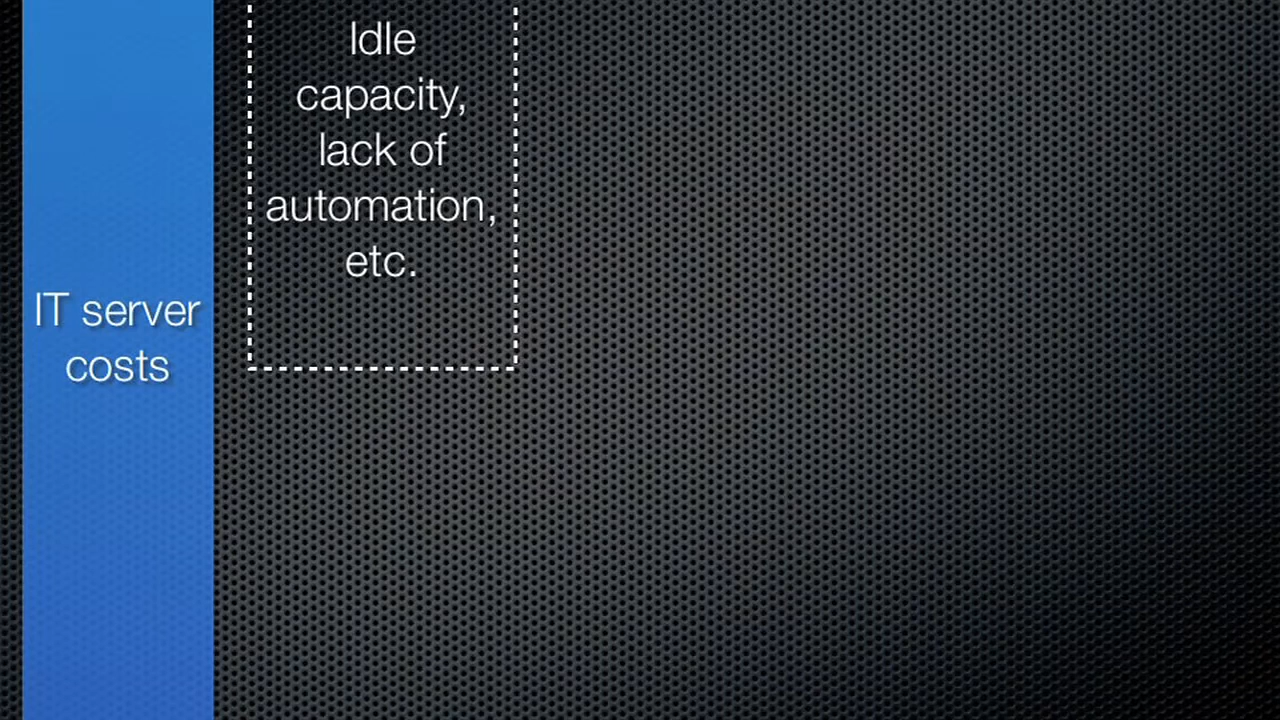 Idle
capacity,
lack of
automation,
etc.
IT server
costs